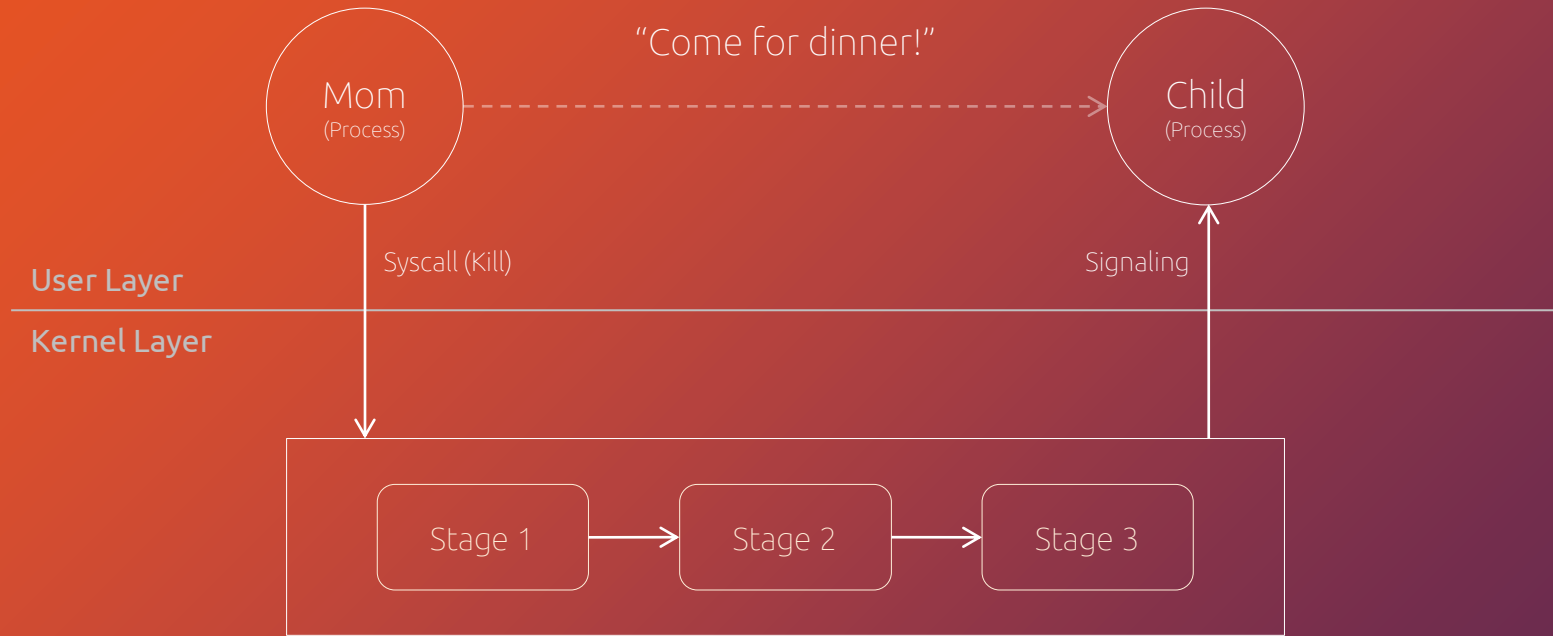 “Come for dinner!”
Mom
(Process)
Child
(Process)
Syscall (Kill)
Signaling
User Layer
Kernel Layer
Stage 1
Stage 2
Stage 3